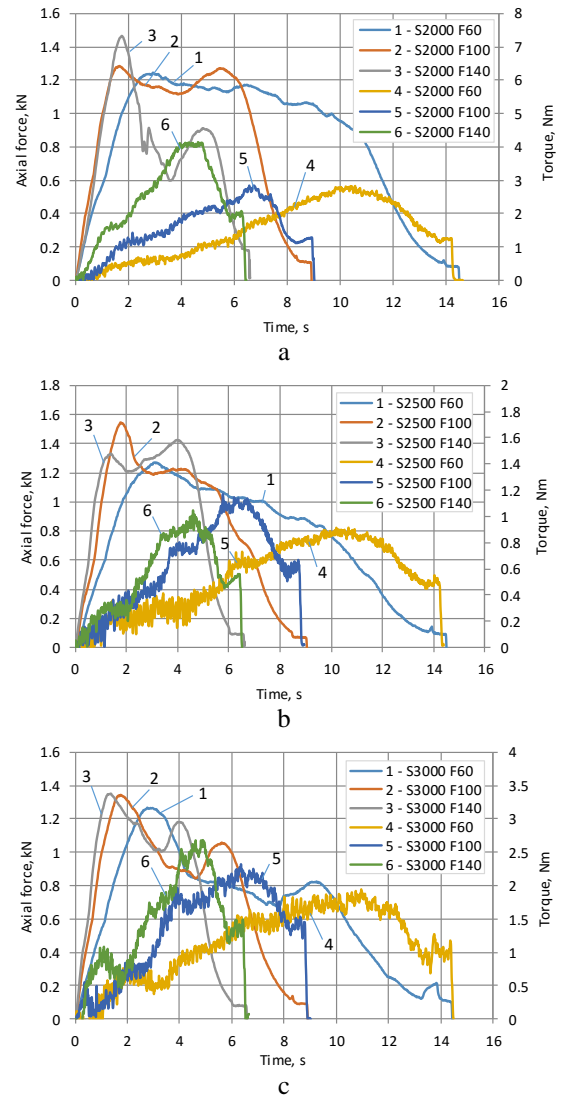 1.6
1.4
1.2
1
0.8
0.6
0.4
0.2
0
8
7
6
5
4
3
2
1
0
0 2 4 6 8 10 12 14 16
Axial force, kN
Torque, Nm
Time, s
3
2
1
6
5
4
1 - S2000 F60
2 - S2000 F100
3 - S2000 F140
4 - S2000 F60
5 - S2000 F100
6 - S2000 F140
a
1.8
1.6
1.4
1.2
1
0.8
0.6
0.4
0.2
0
2
1.8
1.6
1.4
1.2
1
0.8
0.6
0.4
0.2
0
0 2 4 6 8 10 12 14 16
Axial force, kN
Torque, Nm
Time, s
3
2
1
6
5
4
1 - S2500 F60
2 - S2500 F100
3 - S2500 F140
4 - S2500 F60
5 - S2500 F100
6 - S2500 F140
b
1.6
1.4
1.2
1
0.8
0.6
0.4
0.2
0
4
3.5
3
2.5
2
1.5
1
0.5
0
0 2 4 6 8 10 12 14 16
Axial force, kN
Torque, Nm
Time, s
3
2
1
6
5
4
1 - S3000 F60
2 - S3000 F100
3 - S3000 F140
4 - S3000 F60
5 - S3000 F100
6 - S3000 F140
c